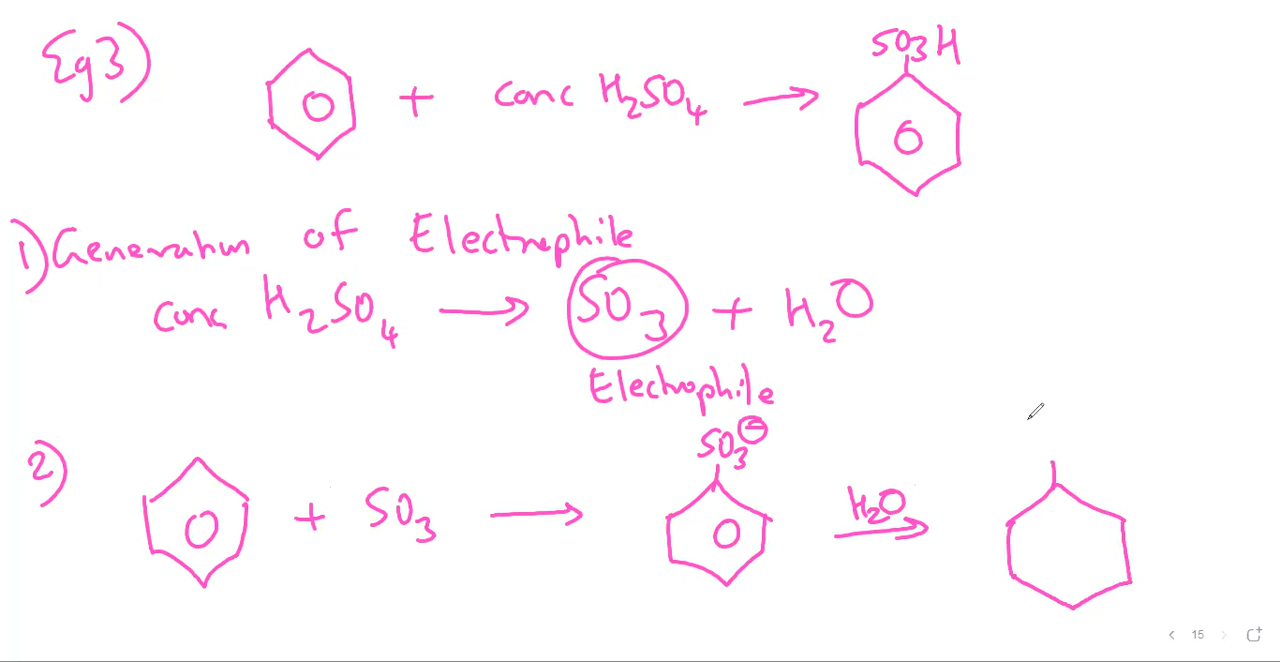 Eg3)
+ conc H₂SO₄ → SO₃H
1) Generation of Electrophile
conc H₂SO₄ → SO₃ + H₂O
Electrophile
2) + SO₃ → SO₃⊖ H₂O →
15